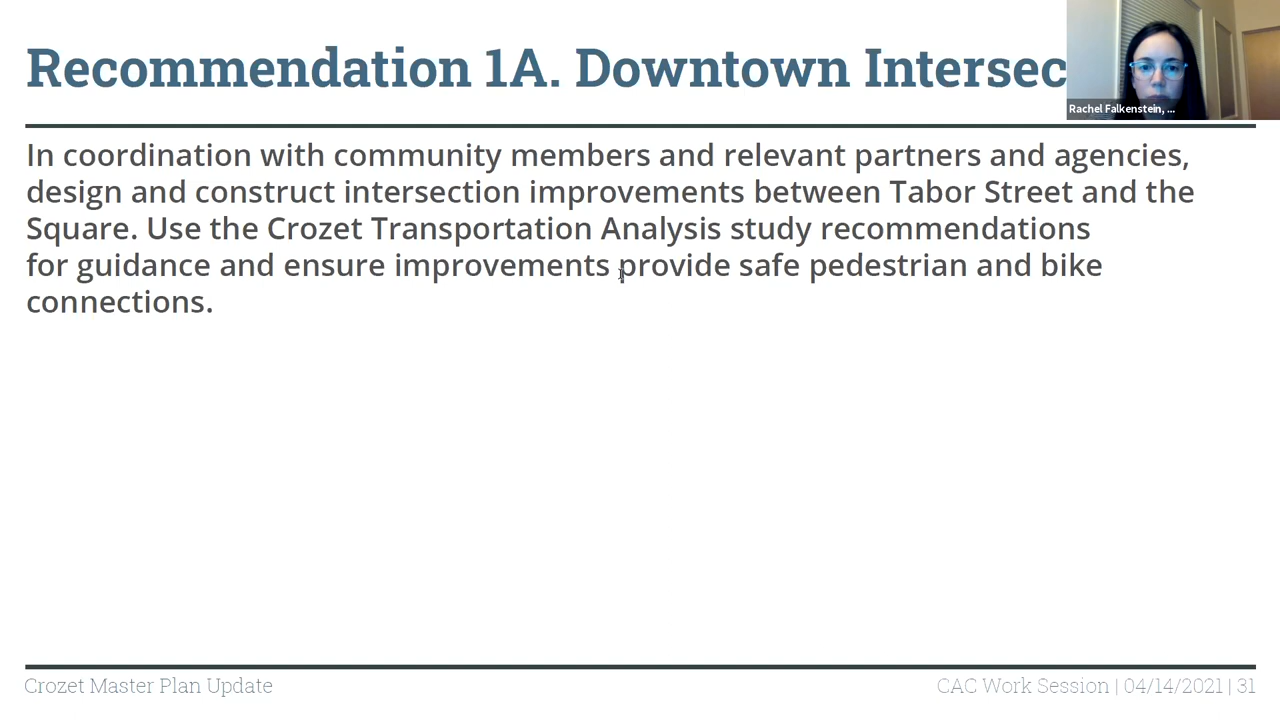 Recommendation 1A. Downtown Intersec
Rachel Falkenstein, ...
In coordination with community members and relevant partners and agencies,
design and construct intersection improvements between Tabor Street and the
Square. Use the Crozet Transportation Analysis study recommendations
for guidance and ensure improvements provide safe pedestrian and bike
connections.
Crozet Master Plan Update
CAC Work Session | 04/14/2021 | 31